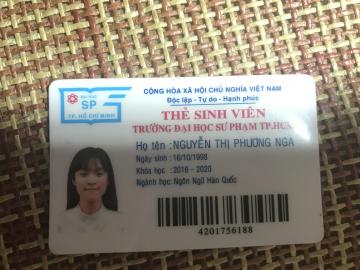 CỘNG HÒA XÃ HỘI CHỦ NGHĨA VIỆT NAM
Độc lập - Tự do - Hạnh phúc
ĐẠI HỌC
SP
TP. HỒ CHÍ MINH
THẺ SINH VIÊN
TRƯỜNG ĐẠI HỌC SƯ PHẠM TP.HCM
Họ tên : NGUYỄN THỊ PHƯƠNG NGA
Ngày sinh : 16/10/1998
Khóa học : 2016 - 2020
Ngành học: Ngôn Ngữ Hàn Quốc
4201756188